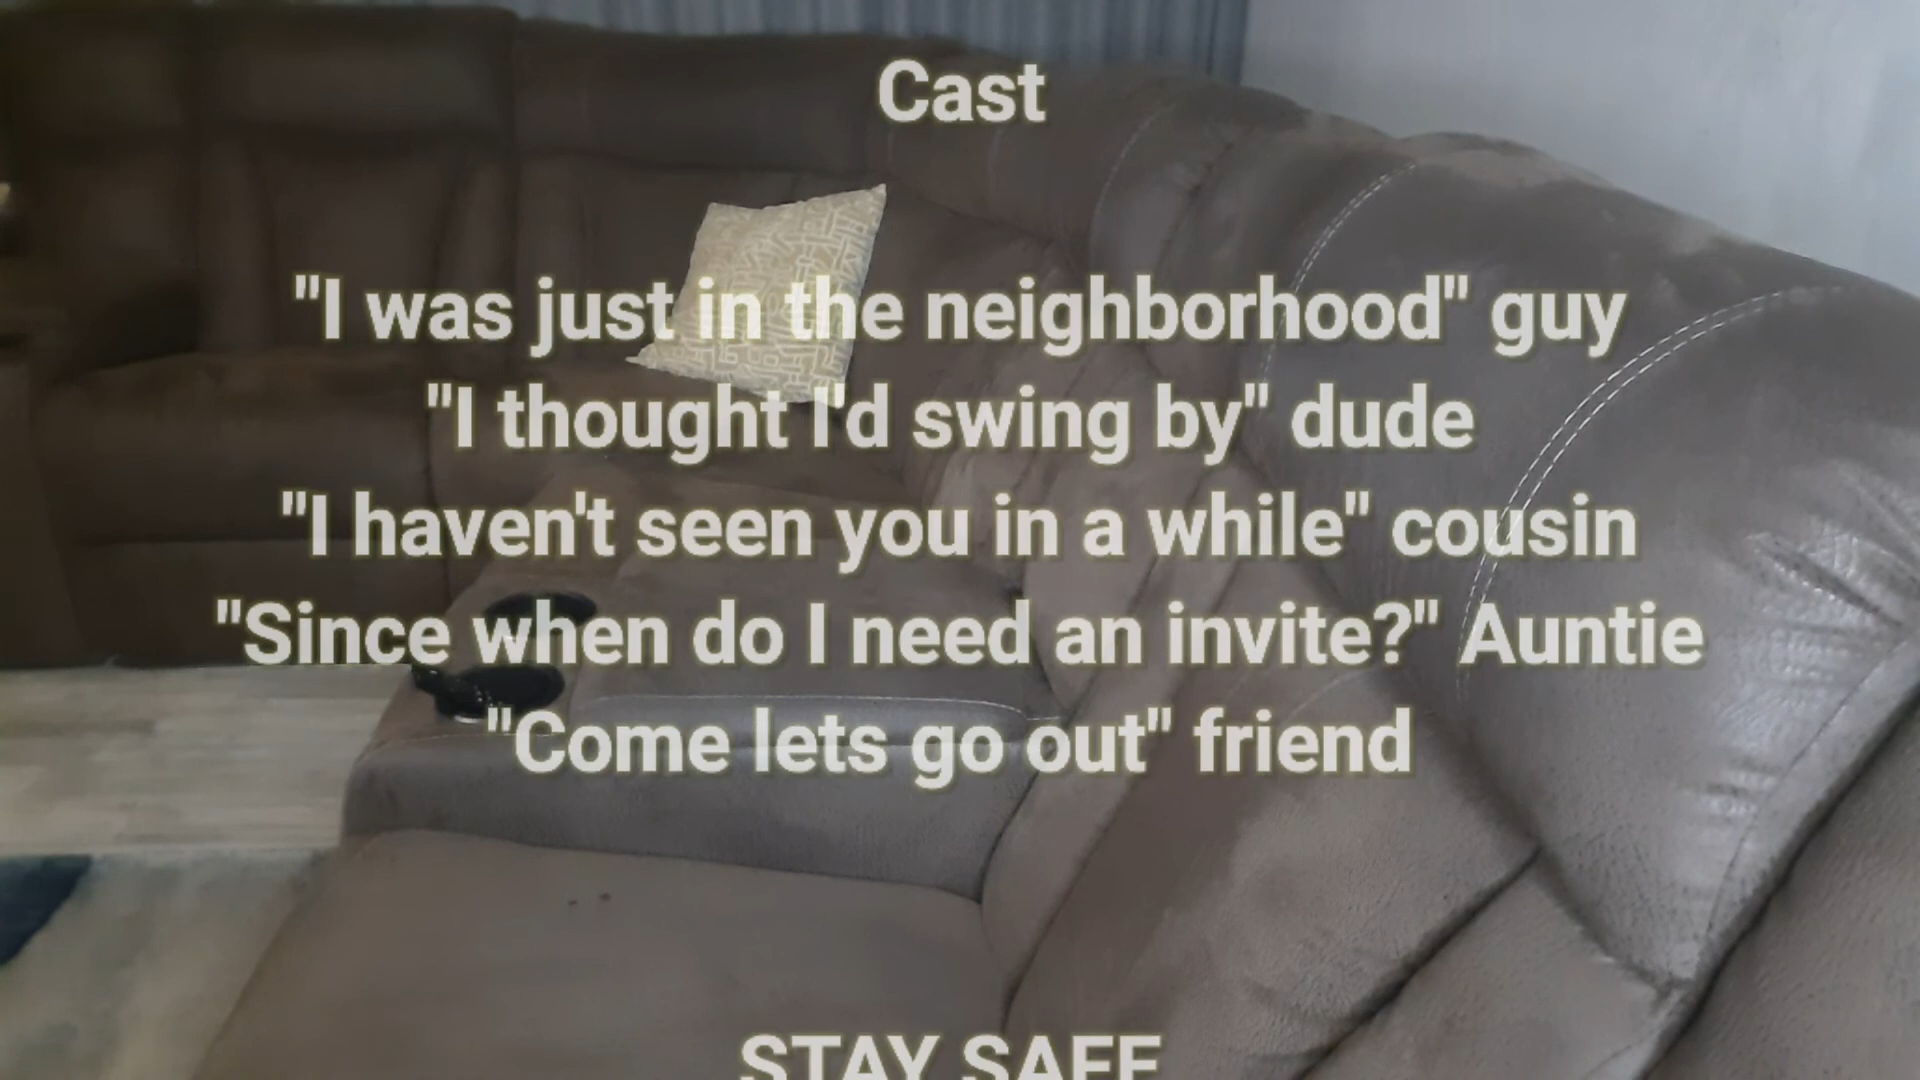 Cast
"I was just in the neighborhood" guy
"I thought I'd swing by" dude
"I haven't seen you in a while" cousin
"Since when do I need an invite?" Auntie
"Come lets go out" friend
STAY SAFE